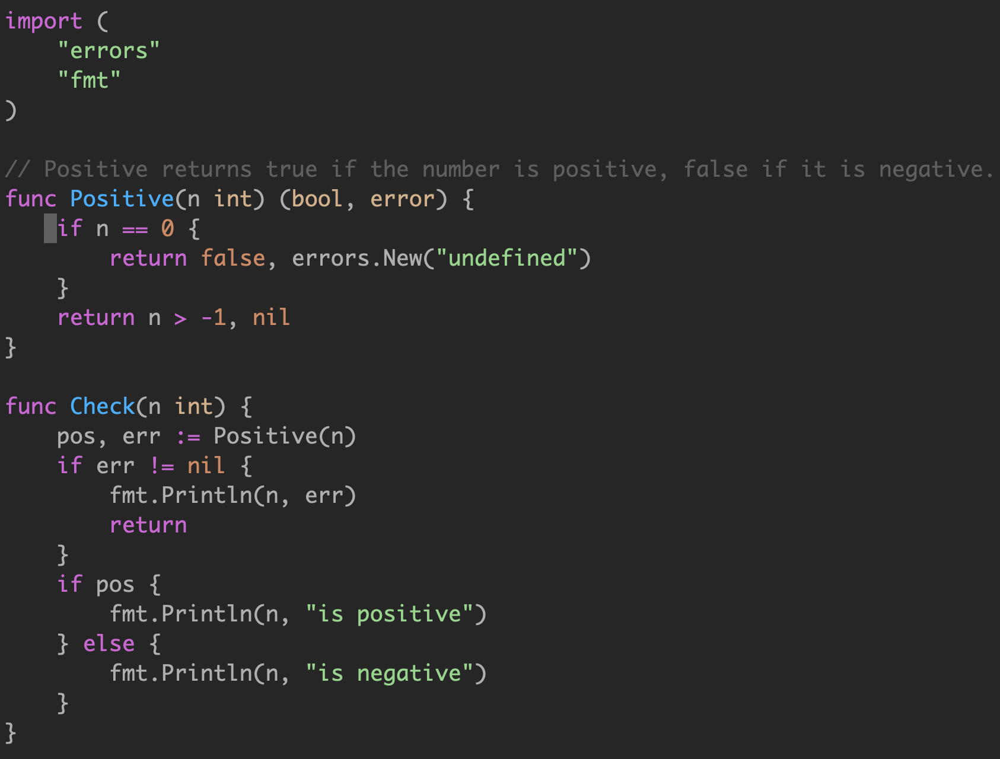 import (
    "errors"
    "fmt"
)

// Positive returns true if the number is positive, false if it is negative.
func Positive(n int) (bool, error) {
    if n == 0 {
        return false, errors.New("undefined")
    }
    return n > -1, nil
}

func Check(n int) {
    pos, err := Positive(n)
    if err != nil {
        fmt.Println(n, err)
        return
    }
    if pos {
        fmt.Println(n, "is positive")
    } else {
        fmt.Println(n, "is negative")
    }
}